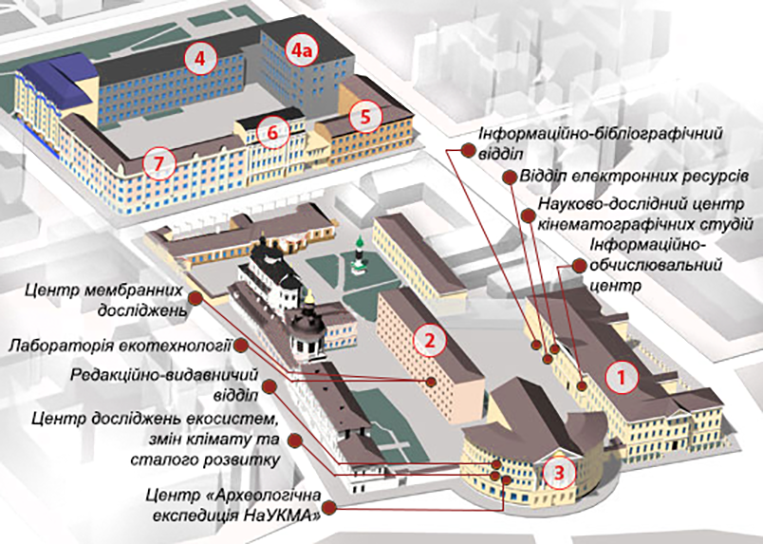 4
4а
5
6
7
Інформаційно-бібліографічний
відділ
Відділ електронних ресурсів
Науково-дослідний центр
кінематографічних студій
Інформаційно-
обчислювальний
центр
Центр мембранних
досліджень
Лабораторія екотехнології
Редакційно-видавничий
відділ
Центр досліджень екосистем,
змін клімату та
сталого розвитку
Центр «Археологічна
експедиція НаУКМА»
2
1
3